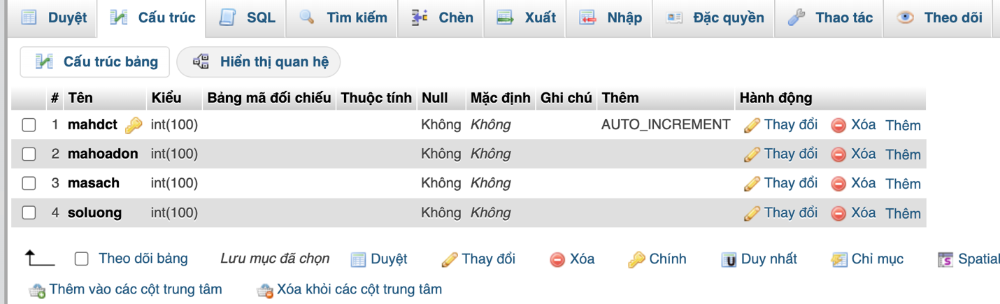 Duyệt Cấu trúc SQL Tìm kiếm Chèn Xuất Nhập Đặc quyền Thao tác Theo dõi
Cấu trúc bảng Hiển thị quan hệ
# Tên Kiểu Bảng mã đối chiếu Thuộc tính Null Mặc định Ghi chú Thêm Hành động
1 mahdct int(100) Không Không AUTO_INCREMENT Thay đổi Xóa Thêm
2 mahoadon int(100) Không Không Thay đổi Xóa Thêm
3 masach int(100) Không Không Thay đổi Xóa Thêm
4 soluong int(100) Không Không Thay đổi Xóa Thêm
Theo dõi bảng Lưu mục đã chọn Duyệt Thay đổi Xóa Chính Duy nhất Chỉ mục Spatial
Thêm vào các cột trung tâm Xóa khỏi các cột trung tâm